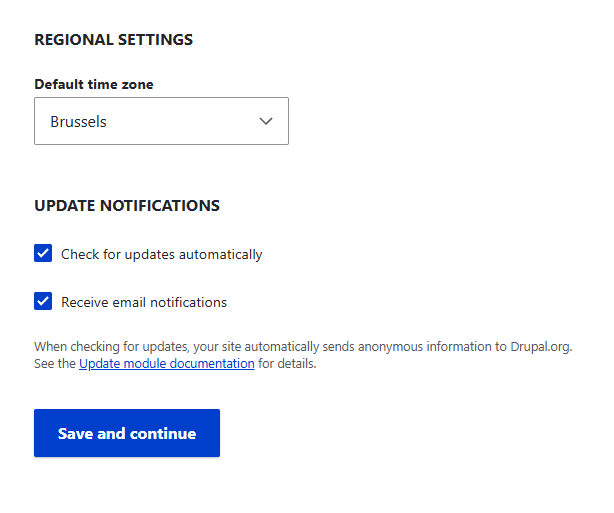 REGIONAL SETTINGS
Default time zone
Brussels
UPDATE NOTIFICATIONS
Check for updates automatically
Receive email notifications
When checking for updates, your site automatically sends anonymous information to Drupal.org.
See the Update module documentation for details.
Save and continue